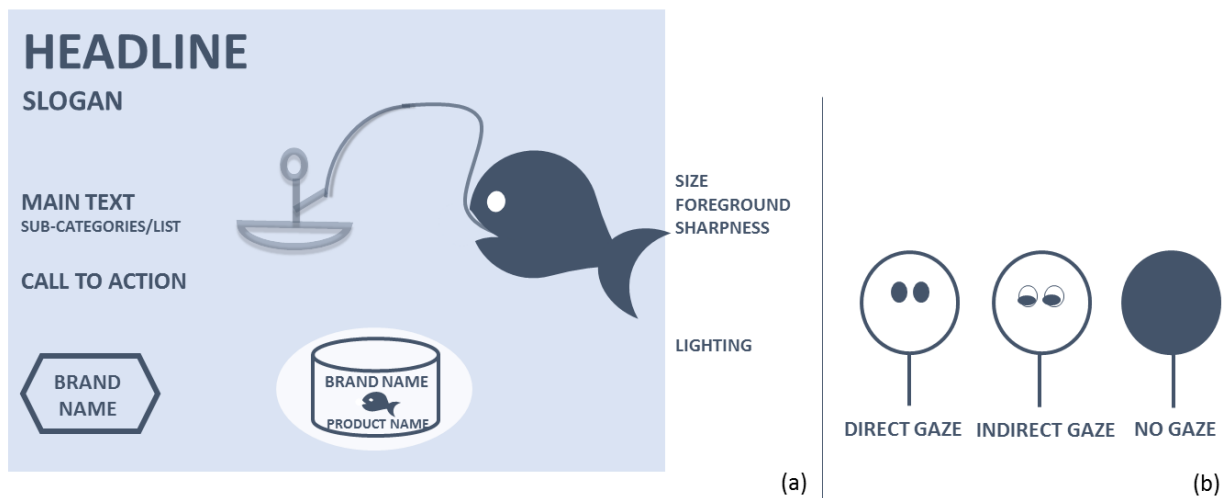 HEADLINE
SLOGAN
MAIN TEXT
SUB-CATEGORIES/LIST
CALL TO ACTION
BRAND
NAME
BRAND NAME
PRODUCT NAME
SIZE
FOREGROUND
SHARPNESS
LIGHTING
(a)
DIRECT GAZE
INDIRECT GAZE
NO GAZE
(b)